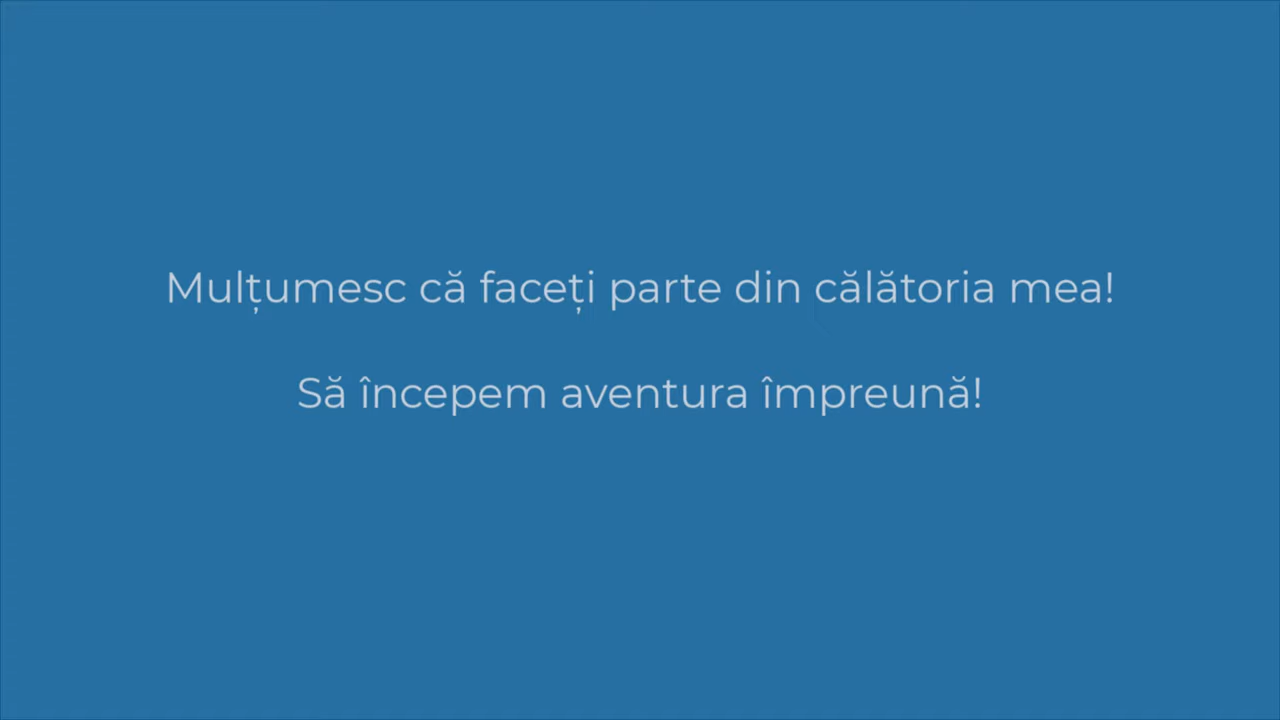 Mulțumesc că faceți parte din călătoria mea!
Să începem aventura împreună!